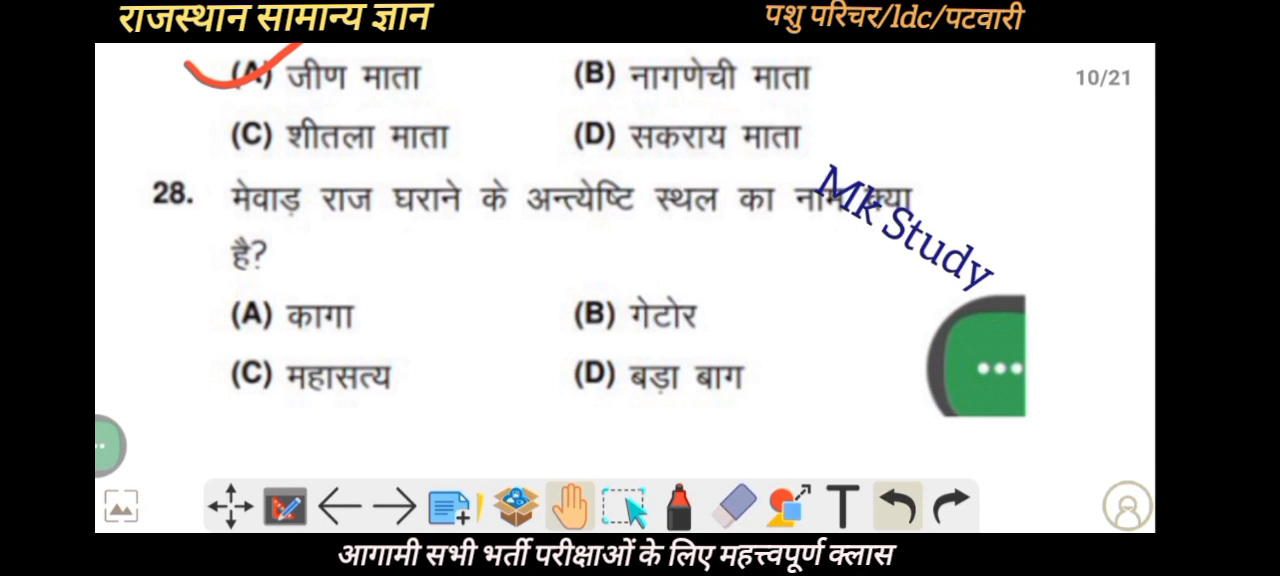 राजस्थान सामान्य ज्ञान
पशु परिचर/ldc/पटवारी
(A) जीण माता (B) नागणेची माता
10/21
(C) शीतला माता (D) सकराय माता
28. मेवाड़ राज घराने के अन्त्येष्टि स्थल का नाम क्या
है?
Mk Study
(A) कागा (B) गेटोर
(C) महासत्य (D) बड़ा बाग
T
आगामी सभी भर्ती परीक्षाओं के लिए महत्त्वपूर्ण क्लास